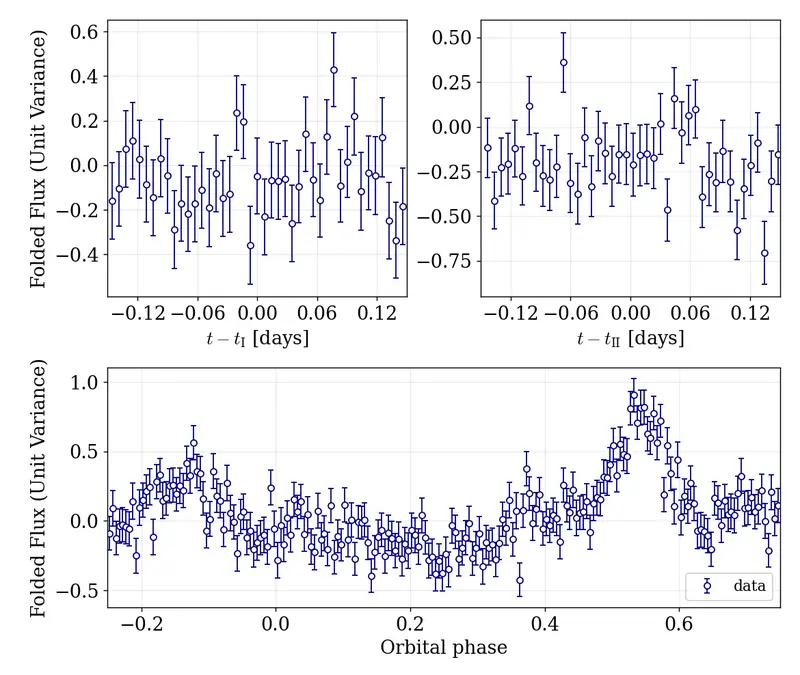 Folded Flux (Unit Variance)
0.6
0.4
0.2
0.0
−0.2
−0.4
−0.12 −0.06 0.00 0.06 0.12
t − tI [days]
0.50
0.25
0.00
−0.25
−0.50
−0.75
−0.12 −0.06 0.00 0.06 0.12
t − tII [days]
Folded Flux (Unit Variance)
1.0
0.5
0.0
−0.5
−0.2 0.0 0.2 0.4 0.6
Orbital phase
data